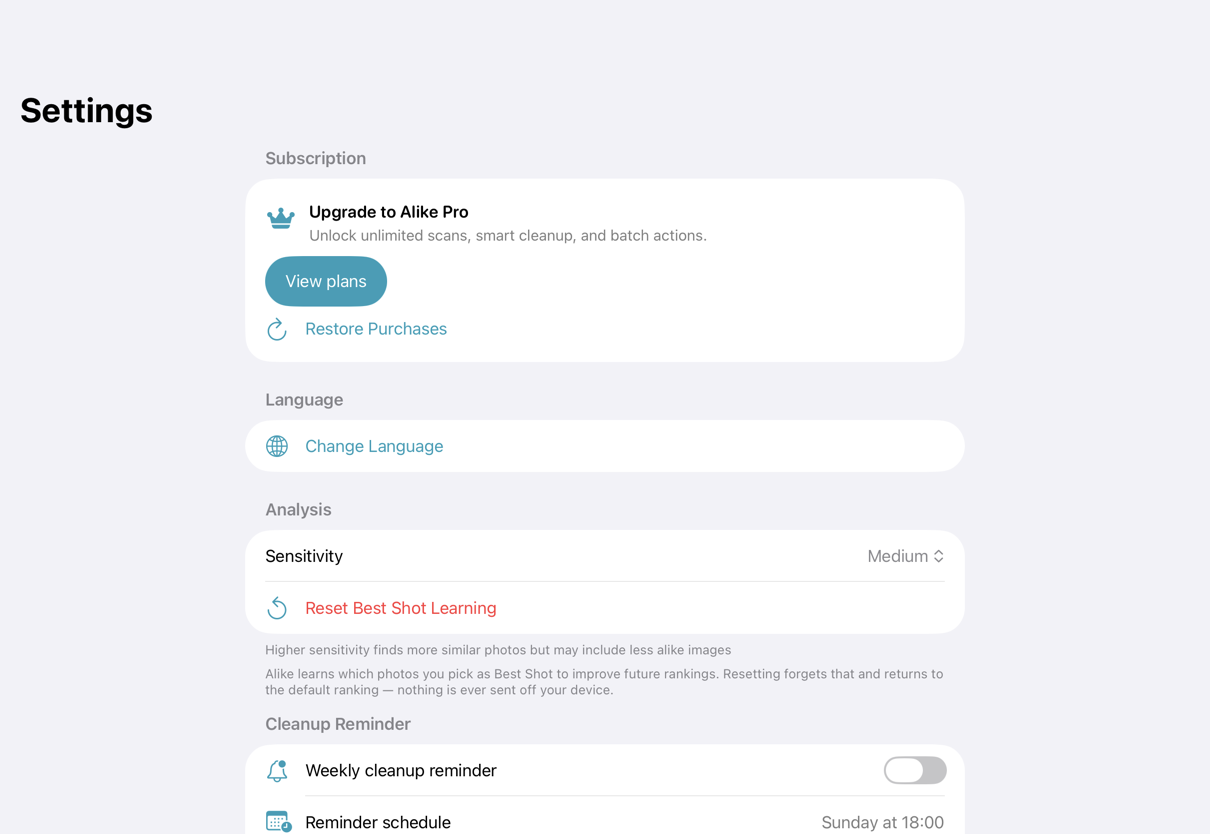 Settings
Subscription
Upgrade to Alike Pro
Unlock unlimited scans, smart cleanup, and batch actions.
View plans
Restore Purchases
Language
Change Language
Analysis
Sensitivity Medium
Reset Best Shot Learning
Higher sensitivity finds more similar photos but may include less alike images
Alike learns which photos you pick as Best Shot to improve future rankings. Resetting forgets that and returns to
the default ranking — nothing is ever sent off your device.
Cleanup Reminder
Weekly cleanup reminder
Reminder schedule Sunday at 18:00